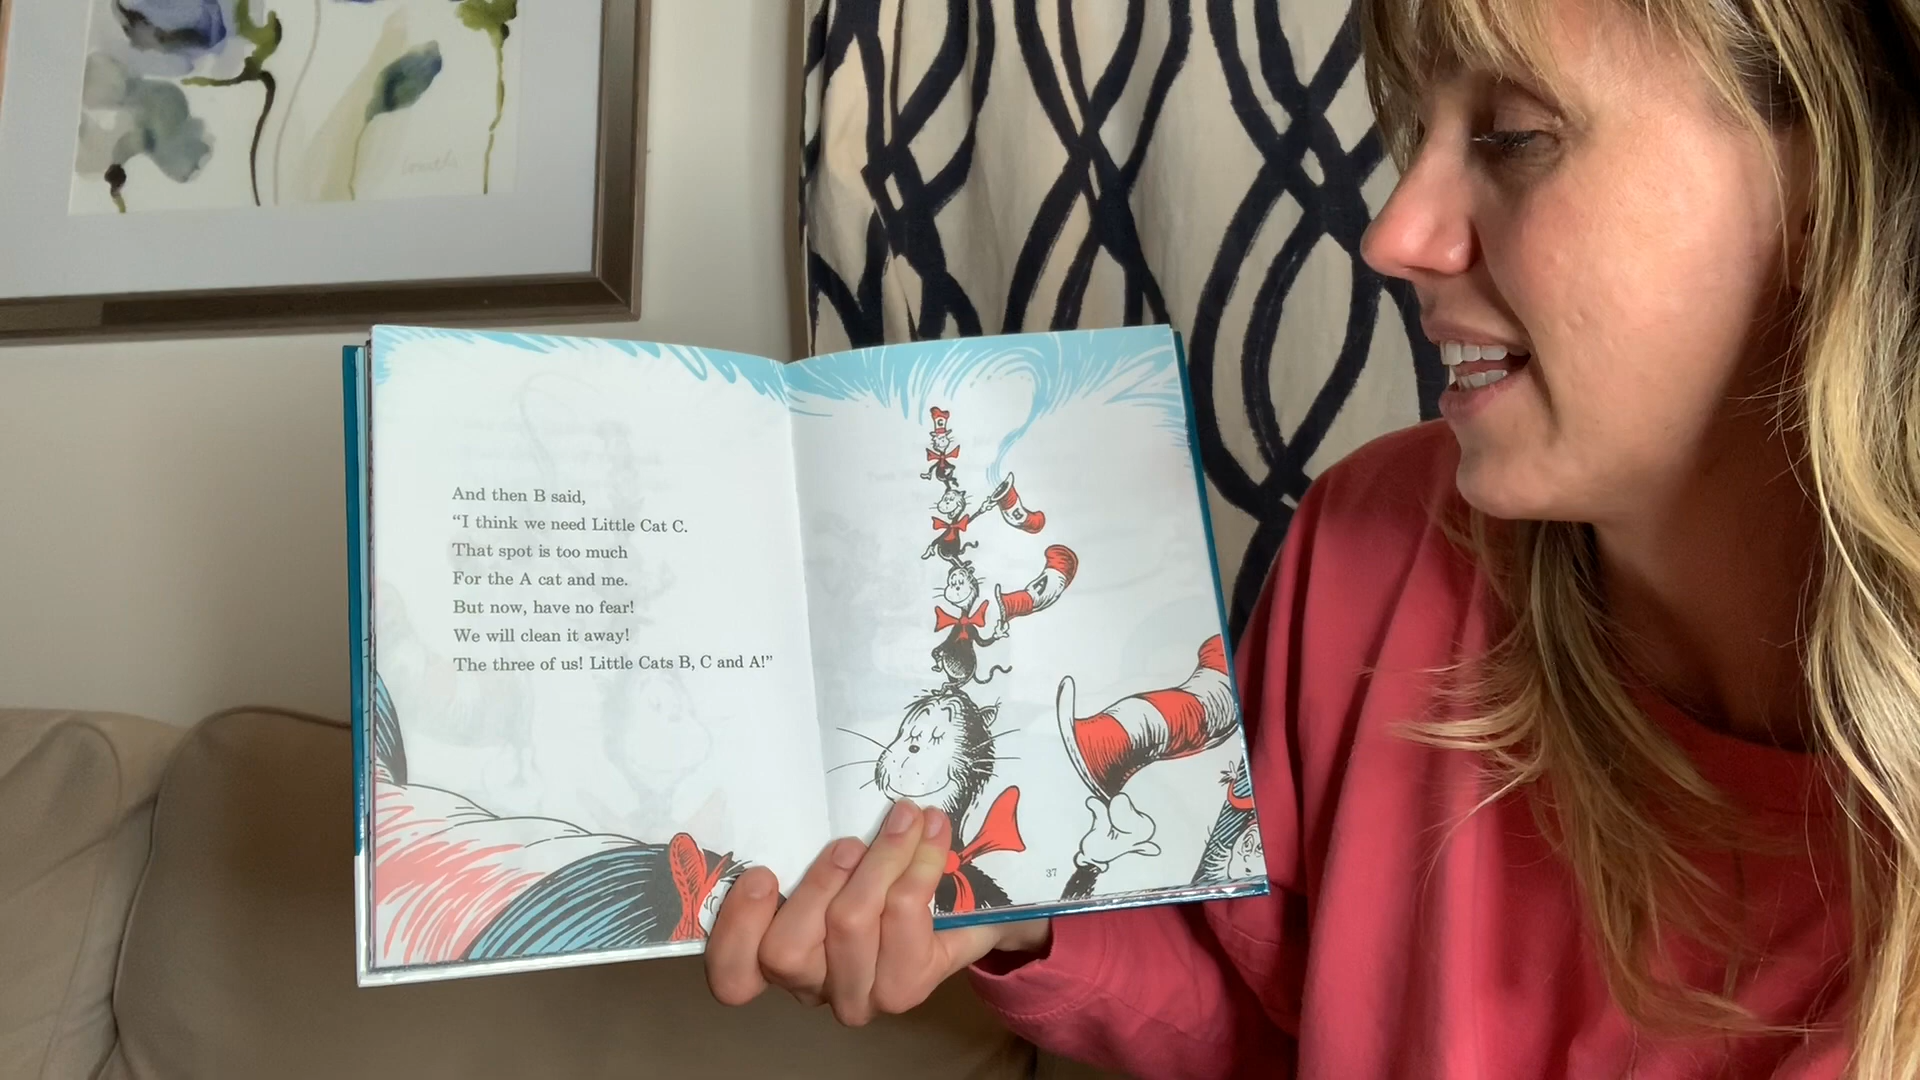 And then B said,
“I think we need Little Cat C.
That spot is too much
For the A cat and me.
But now, have no fear!
We will clean it away!
The three of us! Little Cats B, C and A!”
C
B
A
37